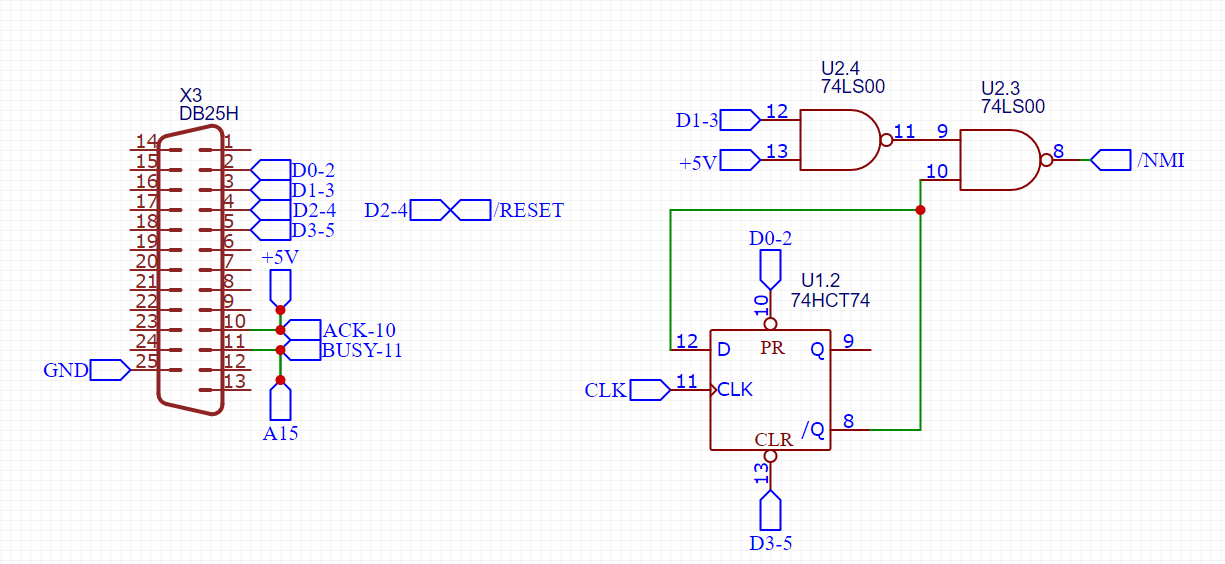 X3
DB25H
14 1
15 2 D0-2
16 3 D1-3
17 4 D2-4
18 5 D3-5
19 6
20 7
21 8
22 9
23 10 ACK-10
24 11 BUSY-11
GND 25 12
13
+5V
A15
D2-4 /RESET
U2.4
74LS00
D1-3 12
+5V 13
11
U2.3
74LS00
9
10
8 /NMI
D0-2
10
U1.2
74HCT74
12 D PR Q 9
CLK 11 CLK
CLR /Q 8
13
D3-5